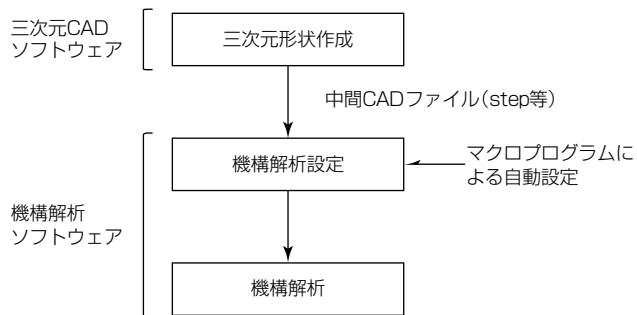 三次元CAD
ソフトウェア
三次元形状作成
中間CADファイル(step等)
機構解析設定
マクロプログラムに
よる自動設定
機構解析
ソフトウェア
機構解析